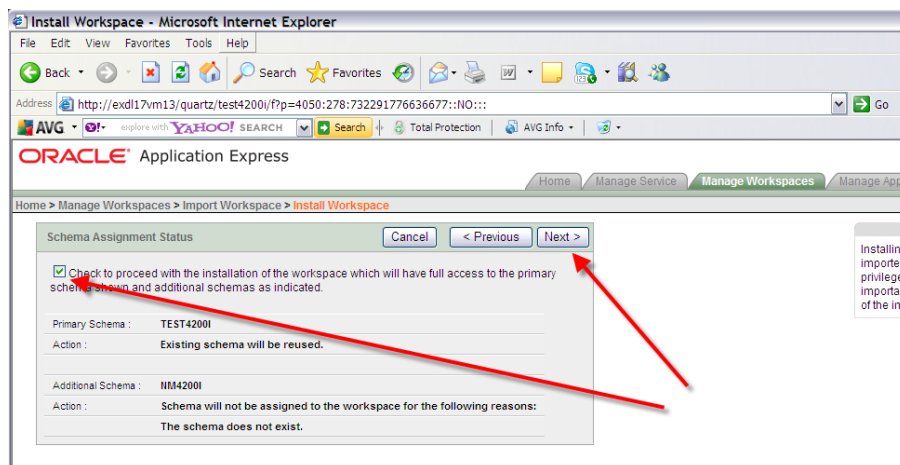 Install Workspace - Microsoft Internet Explorer
File Edit View Favorites Tools Help
Back Search Favorites
Address http://exdl17vm13/quartz/test4200i/f?p=4050:278:732291776636677::NO::: Go
AVG explore with YAHOO! SEARCH Search Total Protection AVG Info
ORACLE Application Express
Home Manage Service Manage Workspaces Manage App
Home > Manage Workspaces > Import Workspace > Install Workspace
Schema Assignment Status Cancel < Previous Next >
Check to proceed with the installation of the workspace which will have full access to the primary
schema shown and additional schemas as indicated.
Primary Schema : TEST4200I
Action : Existing schema will be reused.
Additional Schema : NM4200I
Action : Schema will not be assigned to the workspace for the following reasons:
The schema does not exist.
Installin
importe
privilege
importa
of the in